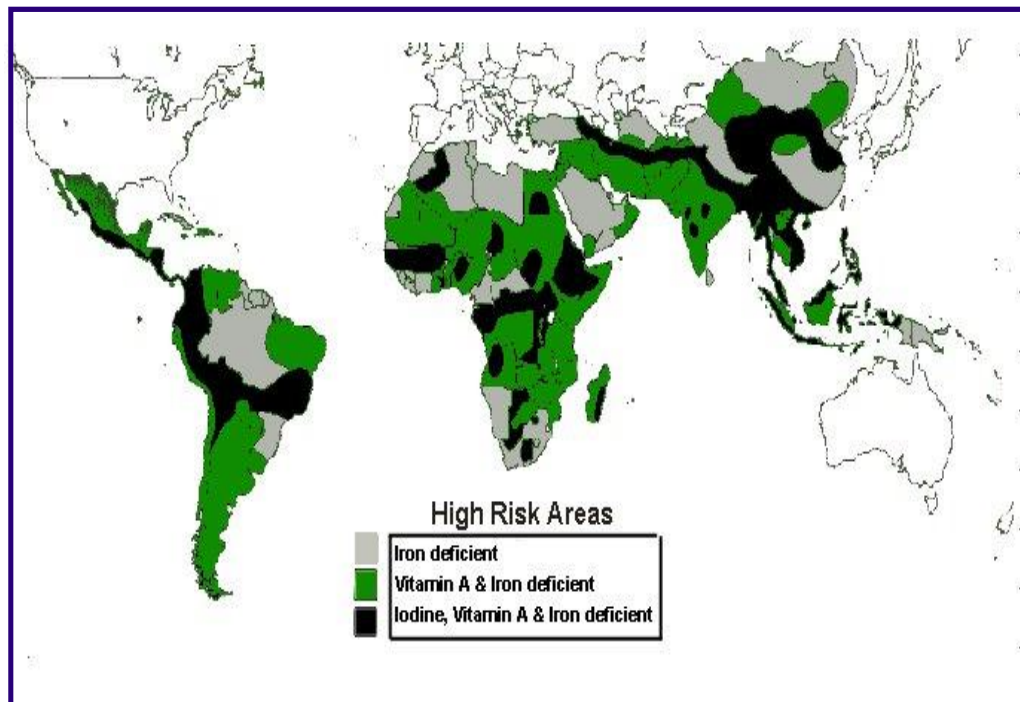 High Risk Areas
Iron deficient
Vitamin A & Iron deficient
Iodine, Vitamin A & Iron deficient